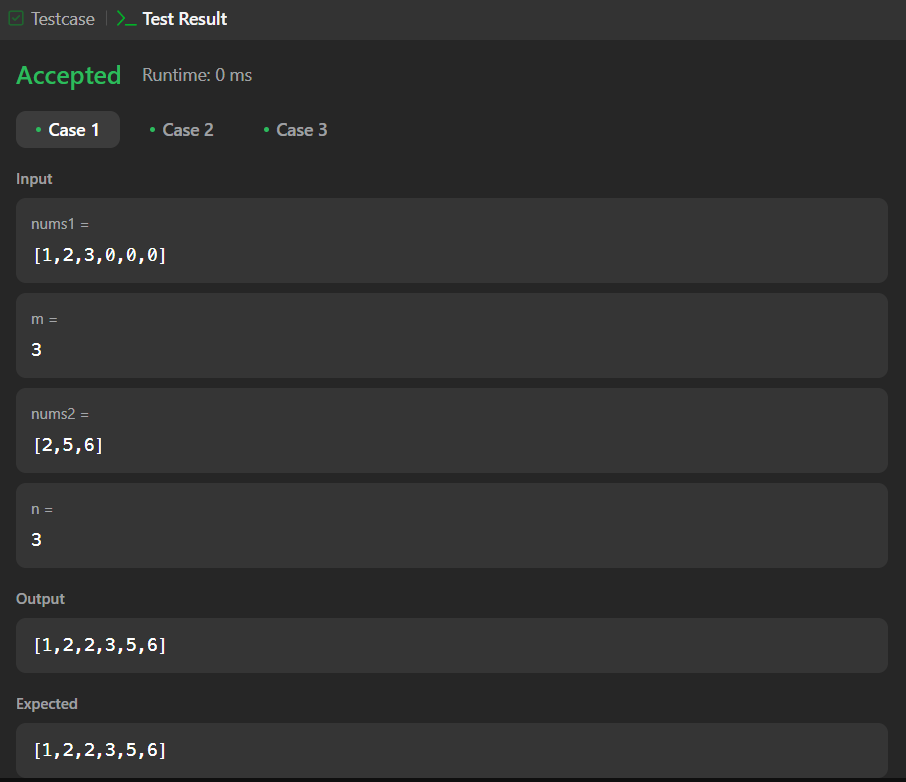 Testcase | >_ Test Result
Accepted Runtime: 0 ms
• Case 1 • Case 2 • Case 3
Input
nums1 =
[1,2,3,0,0,0]
m =
3
nums2 =
[2,5,6]
n =
3
Output
[1,2,2,3,5,6]
Expected
[1,2,2,3,5,6]